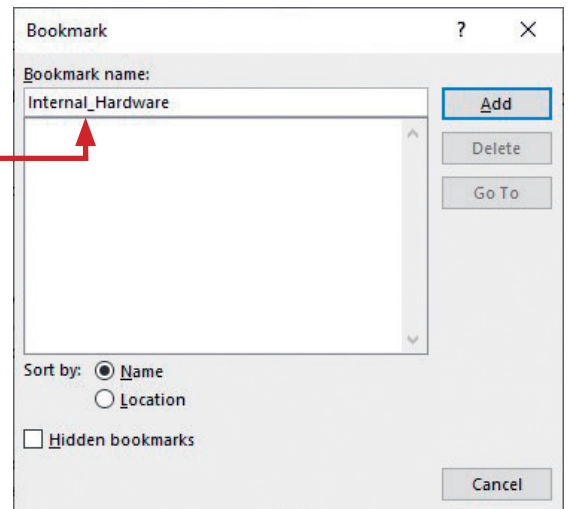 Bookmark ?
Bookmark name:
Internal_Hardware
Add
Delete
Go To
Sort by: Name
Location
Hidden bookmarks
Cancel